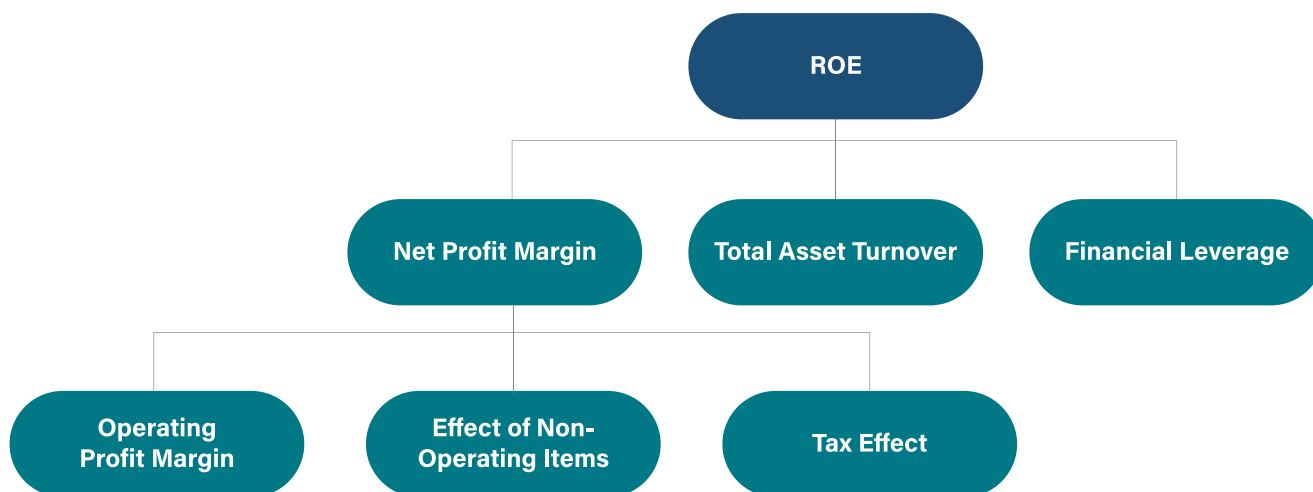 ROE
Net Profit Margin
Total Asset Turnover
Financial Leverage
Operating
Profit Margin
Effect of Non-
Operating Items
Tax Effect